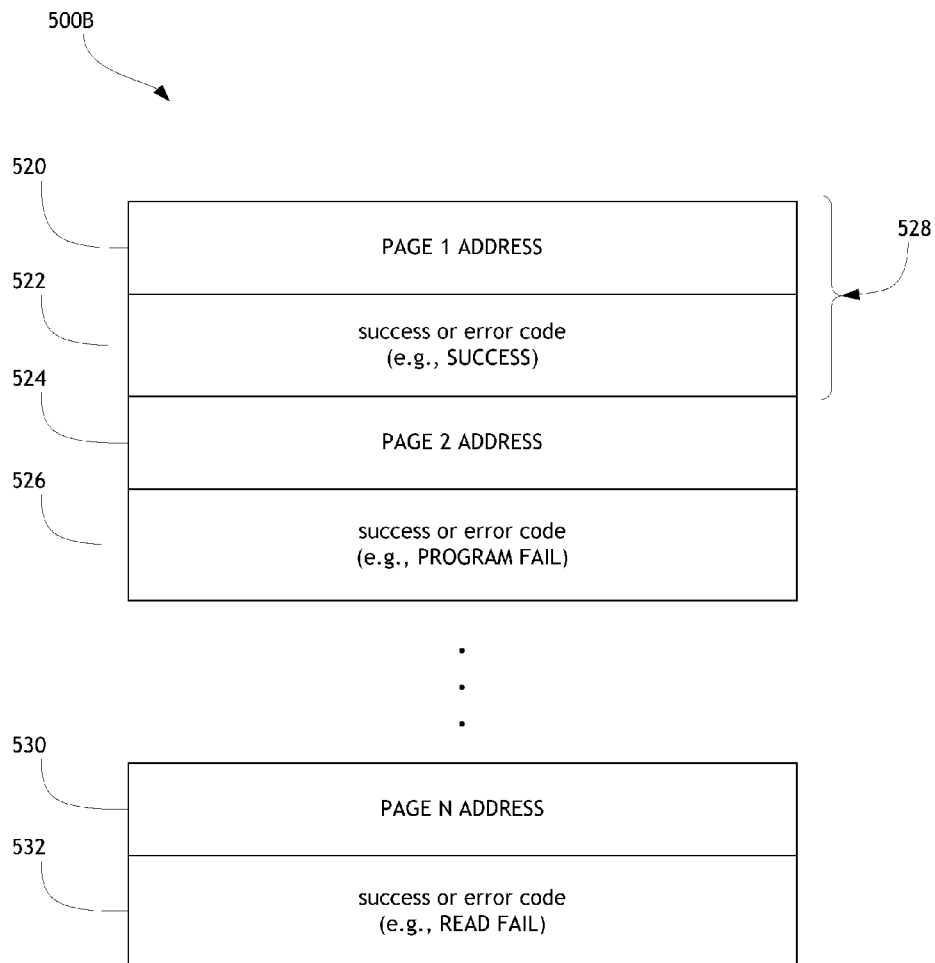 500B
520
PAGE 1 ADDRESS
528
522
success or error code
(e.g., SUCCESS)
524
PAGE 2 ADDRESS
526
success or error code
(e.g., PROGRAM FAIL)
530
PAGE N ADDRESS
532
success or error code
(e.g., READ FAIL)